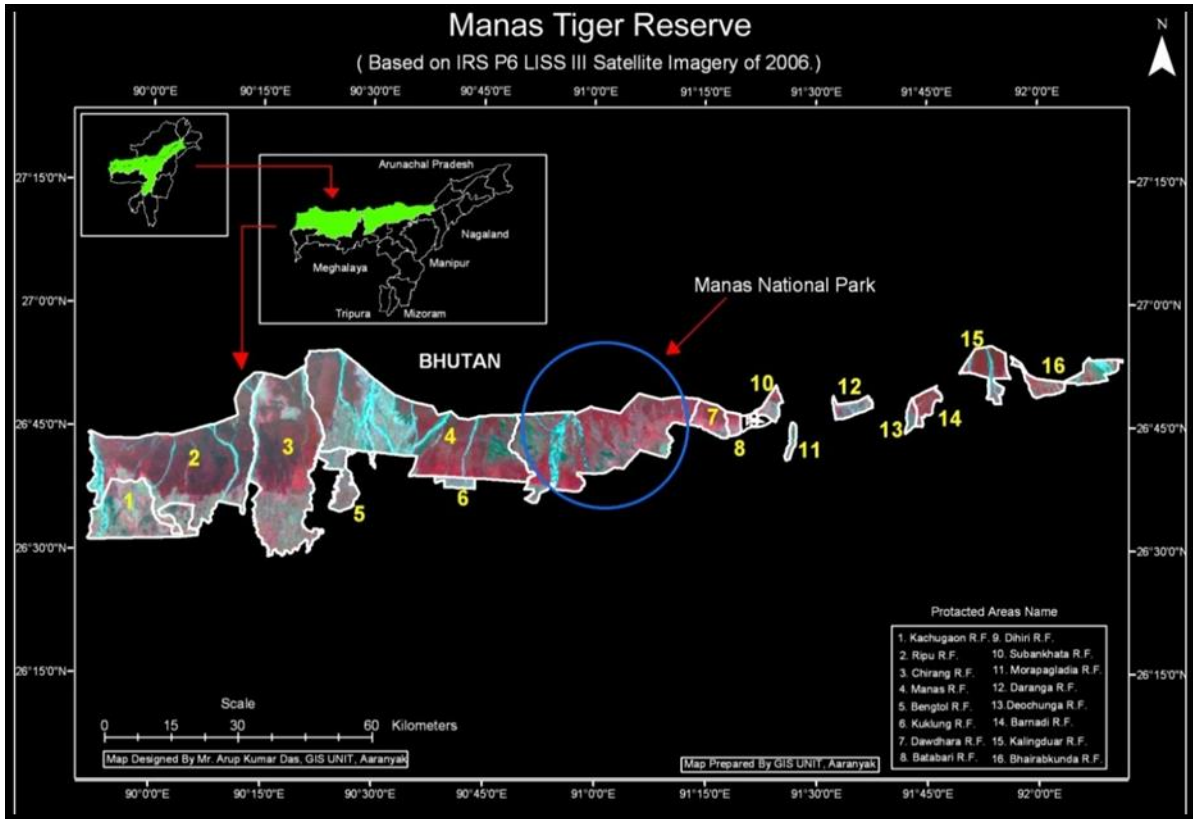 Manas Tiger Reserve
( Based on IRS P6 LISS III Satellite Imagery of 2006.)
N
90°0'0"E 90°15'0"E 90°30'0"E 90°45'0"E 91°0'0"E 91°15'0"E 91°30'0"E 91°45'0"E 92°0'0"E
Arunachal Pradesh
27°15'0"N 27°15'0"N
Nagaland
Meghalaya Manipur
Manas National Park
27°0'0"N 27°0'0"N
Tripura Mizoram
BHUTAN
15
16
10 12
26°45'0"N 26°45'0"N
7 14
4 13
8 11
3
2
1 6
5
26°30'0"N 26°30'0"N
Protacted Areas Name
1. Kachugaon R.F. 9. Dihiri R.F.
2. Ripu R.F. 10. Subankhata R.F.
3. Chirang R.F. 11. Morapagladia R.F.
4. Manas R.F. 12. Daranga R.F.
5. Bengtol R.F. 13. Deochunga R.F.
6. Kuklung R.F. 14. Barnadi R.F.
7. Dawdhara R.F. 15. Kalingduar R.F.
8. Batabari R.F. 16. Bhairabkunda R.F.
26°15'0"N 26°15'0"N
Scale
0 15 30 60 Kilometers
Map Designed By Mr. Arup Kumar Das, GIS UNIT, Aaranyak
Map Prepared By GIS UNIT, Aaranyak
90°0'0"E 90°15'0"E 90°30'0"E 90°45'0"E 91°0'0"E 91°15'0"E 91°30'0"E 91°45'0"E 92°0'0"E